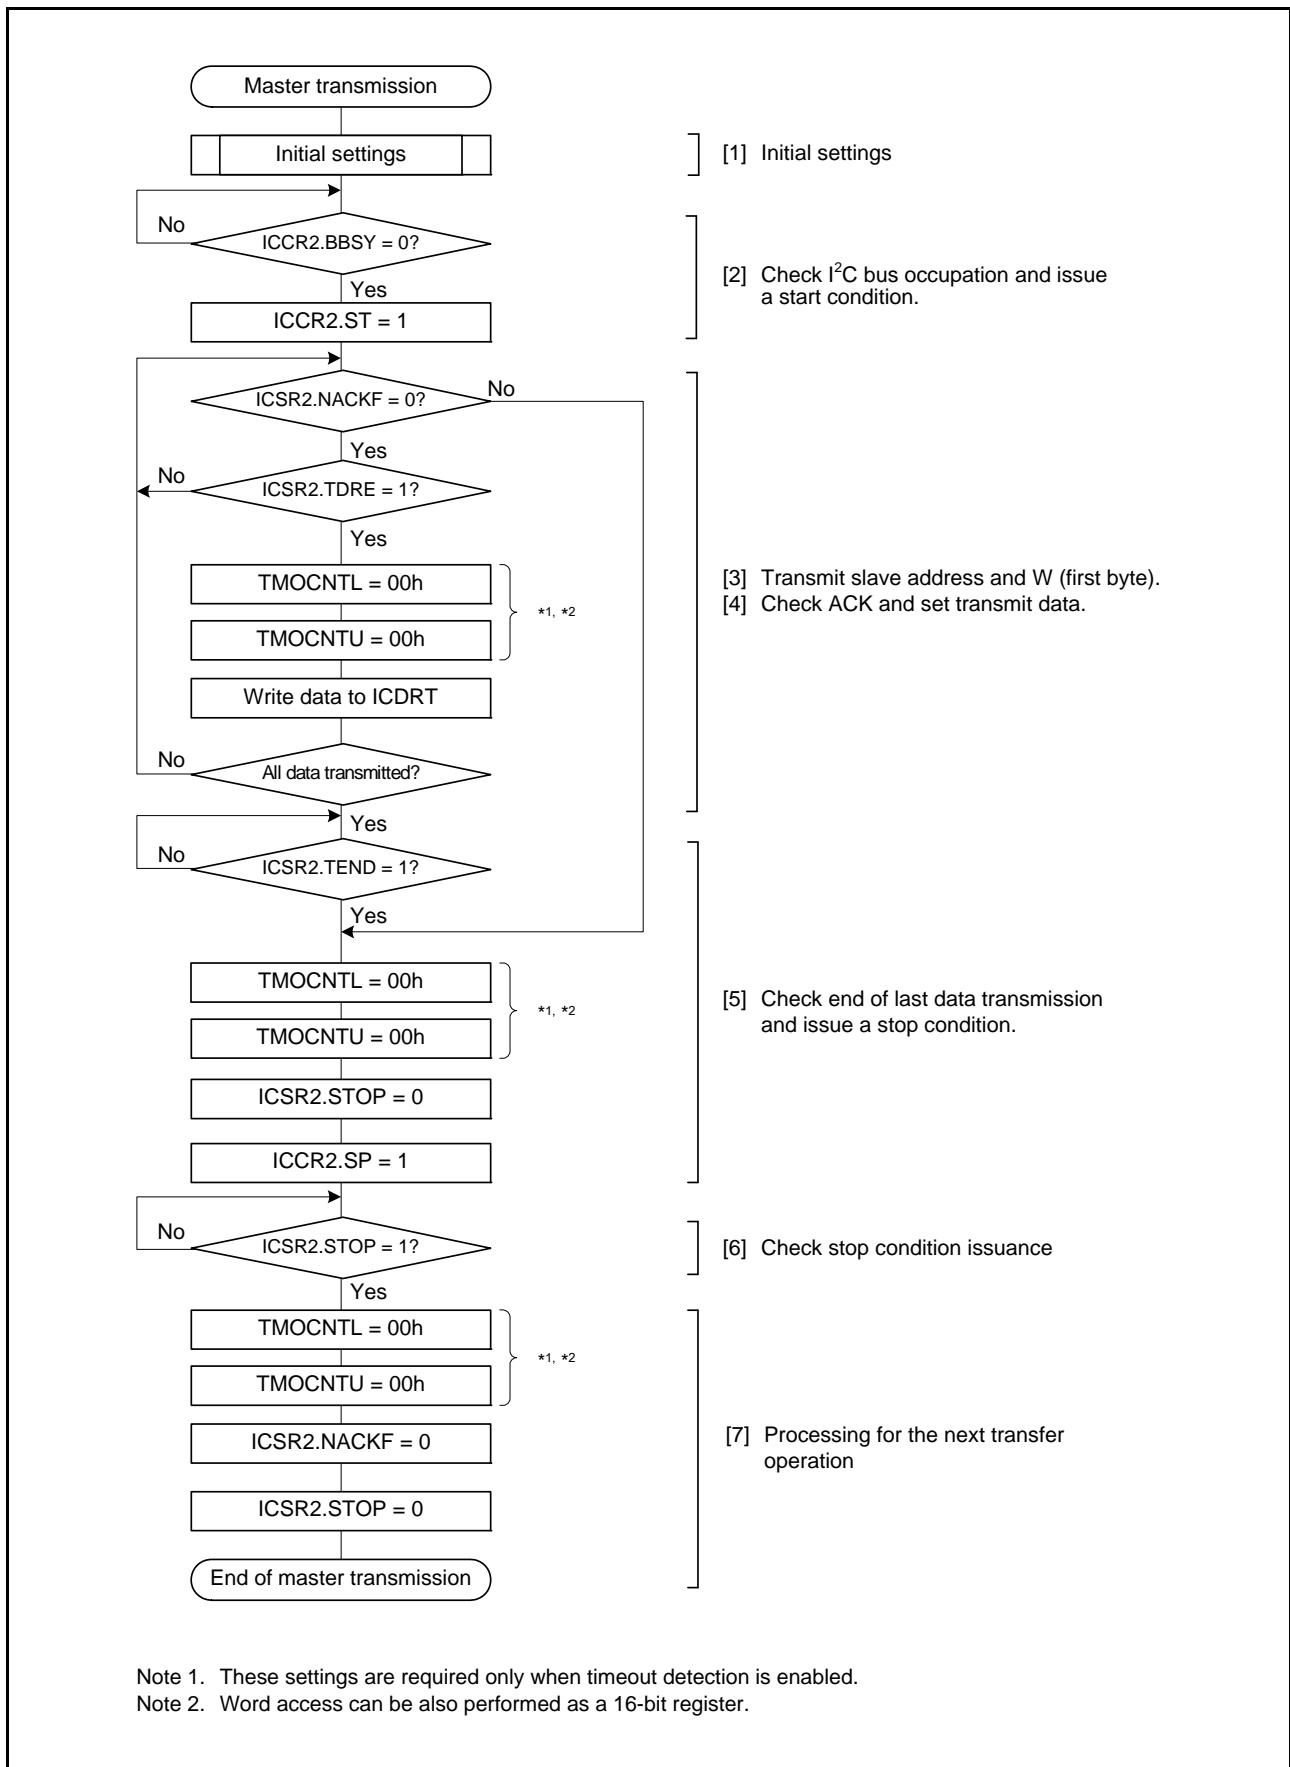 Master transmission
Initial settings
[1] Initial settings
No
ICCR2.BBSY = 0?
Yes
[2] Check I²C bus occupation and issue
a start condition.
ICCR2.ST = 1
ICSR2.NACKF = 0?
No
Yes
No
ICSR2.TDRE = 1?
Yes
TMOCNTL = 00h
*1, *2
TMOCNTU = 00h
[3] Transmit slave address and W (first byte).
[4] Check ACK and set transmit data.
Write data to ICDRT
No
All data transmitted?
Yes
No
ICSR2.TEND = 1?
Yes
TMOCNTL = 00h
*1, *2
TMOCNTU = 00h
[5] Check end of last data transmission
and issue a stop condition.
ICSR2.STOP = 0
ICCR2.SP = 1
No
ICSR2.STOP = 1?
[6] Check stop condition issuance
Yes
TMOCNTL = 00h
*1, *2
TMOCNTU = 00h
ICSR2.NACKF = 0
[7] Processing for the next transfer
operation
ICSR2.STOP = 0
End of master transmission
Note 1. These settings are required only when timeout detection is enabled.
Note 2. Word access can be also performed as a 16-bit register.